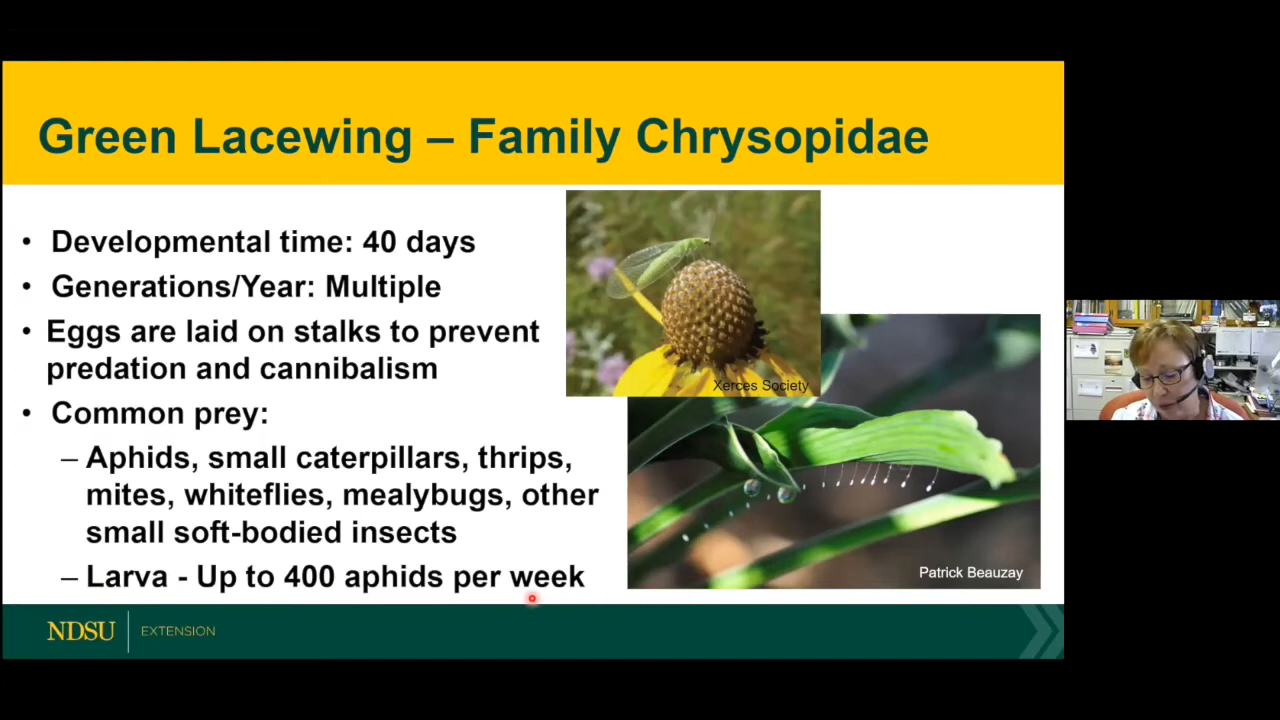 Green Lacewing – Family Chrysopidae
• Developmental time: 40 days
• Generations/Year: Multiple
• Eggs are laid on stalks to prevent
predation and cannibalism
• Common prey:
– Aphids, small caterpillars, thrips,
mites, whiteflies, mealybugs, other
small soft-bodied insects
– Larva - Up to 400 aphids per week
Xerces Society
Patrick Beauzay
NDSU EXTENSION